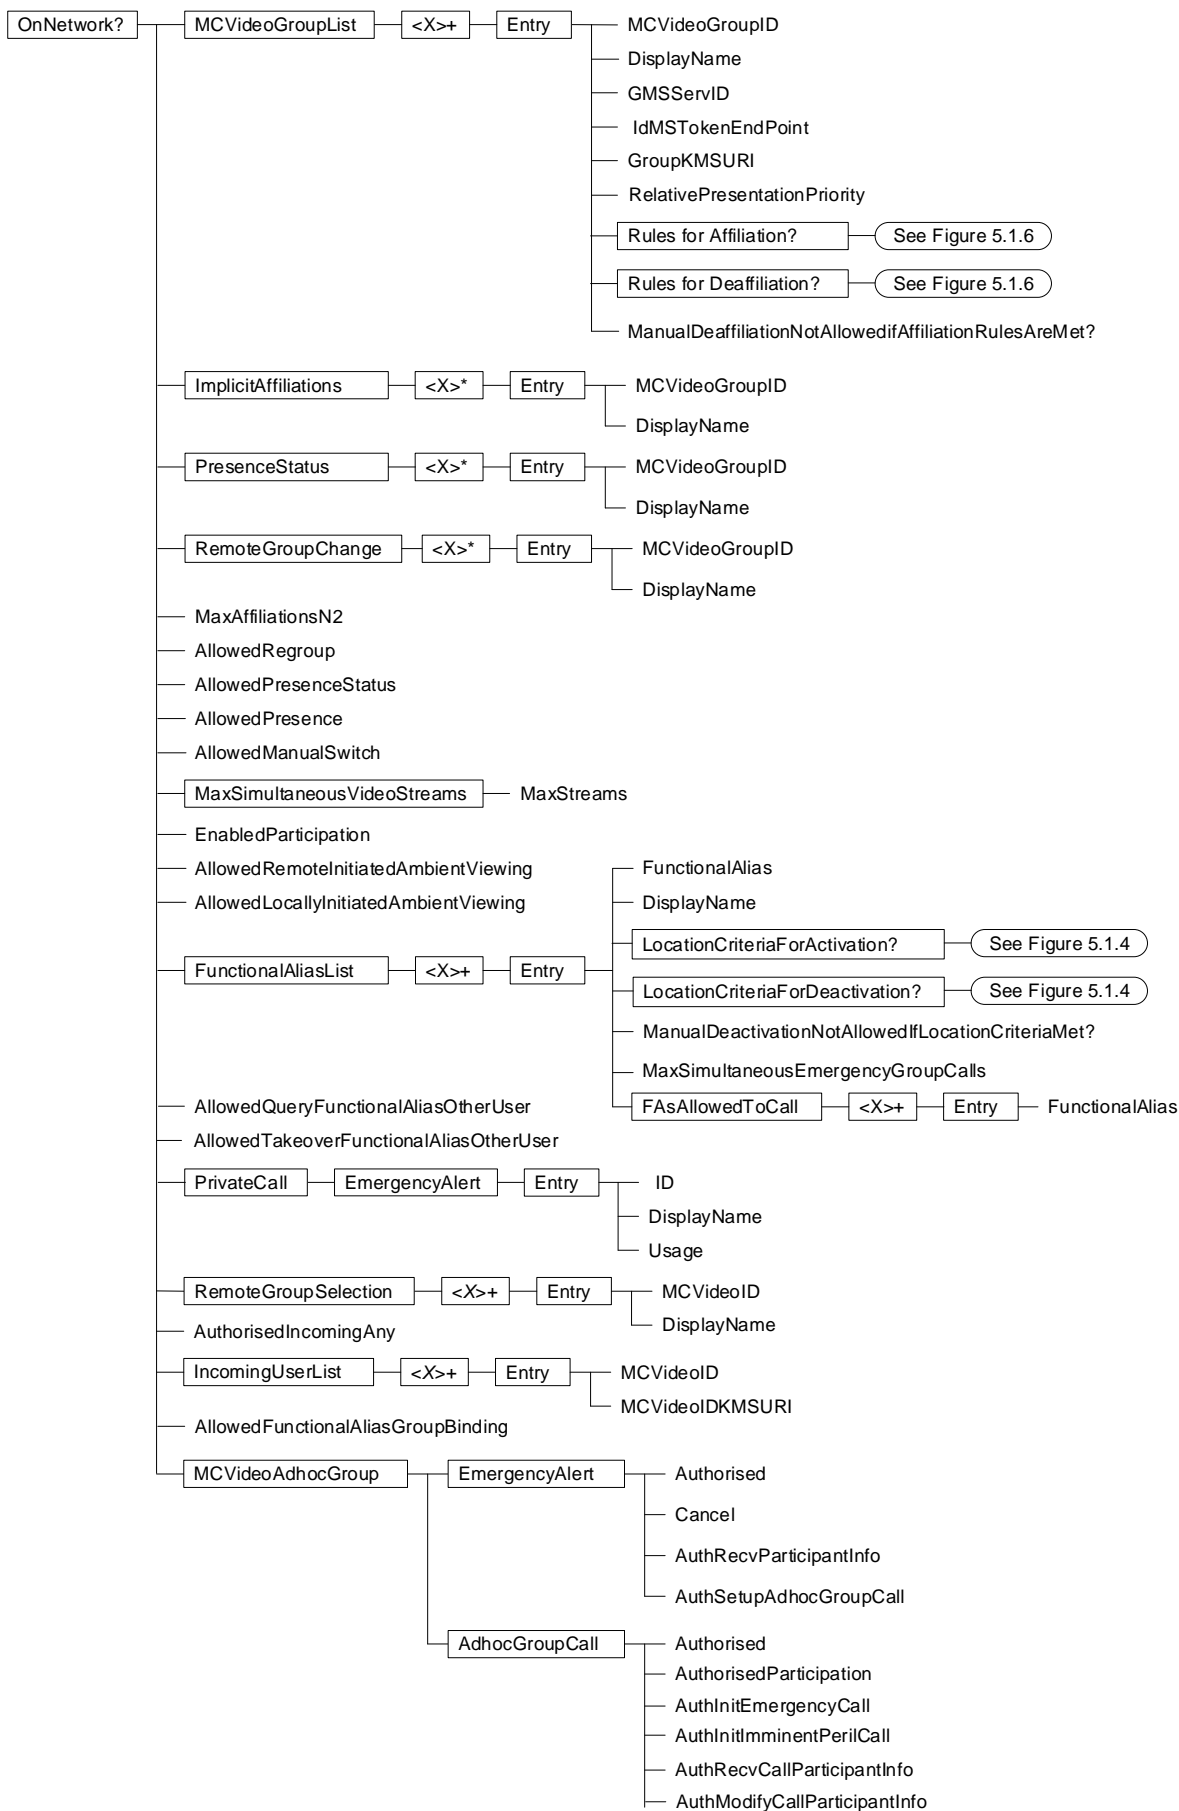 OnNetwork? MCVideoGroupList <X>+ Entry MCVideoGroupID
DisplayName
GMSServID
IdMSTokenEndPoint
GroupKMSURI
RelativePresentationPriority
Rules for Affiliation? See Figure 5.1.6
Rules for Deaffiliation? See Figure 5.1.6
ManualDeaffiliationNotAllowedifAffiliationRulesAreMet?
ImplicitAffiliations <X>* Entry MCVideoGroupID
DisplayName
PresenceStatus <X>* Entry MCVideoGroupID
DisplayName
RemoteGroupChange <X>* Entry MCVideoGroupID
DisplayName
MaxAffiliationsN2
AllowedRegroup
AllowedPresenceStatus
AllowedPresence
AllowedManualSwitch
MaxSimultaneousVideoStreams MaxStreams
EnabledParticipation
AllowedRemoteInitiatedAmbientViewing FunctionalAlias
AllowedLocallyInitiatedAmbientViewing DisplayName
LocationCriteriaForActivation? See Figure 5.1.4
FunctionalAliasList <X>+ Entry
LocationCriteriaForDeactivation? See Figure 5.1.4
ManualDeactivationNotAllowedIfLocationCriteriaMet?
MaxSimultaneousEmergencyGroupCalls
AllowedQueryFunctionalAliasOtherUser FAsAllowedToCall <X>+ Entry FunctionalAlias
AllowedTakeoverFunctionalAliasOtherUser
PrivateCall EmergencyAlert Entry ID
DisplayName
Usage
RemoteGroupSelection <X>+ Entry MCVideoID
DisplayName
AuthorisedIncomingAny
IncomingUserList <X>+ Entry MCVideoID
MCVideoIDKMSURI
AllowedFunctionalAliasGroupBinding
MCVideoAdhocGroup EmergencyAlert Authorised
Cancel
AuthRecvParticipantInfo
AuthSetupAdhocGroupCall
AdhocGroupCall Authorised
AuthorisedParticipation
AuthInitEmergencyCall
AuthInitImminentPerilCall
AuthRecvCallParticipantInfo
AuthModifyCallParticipantInfo